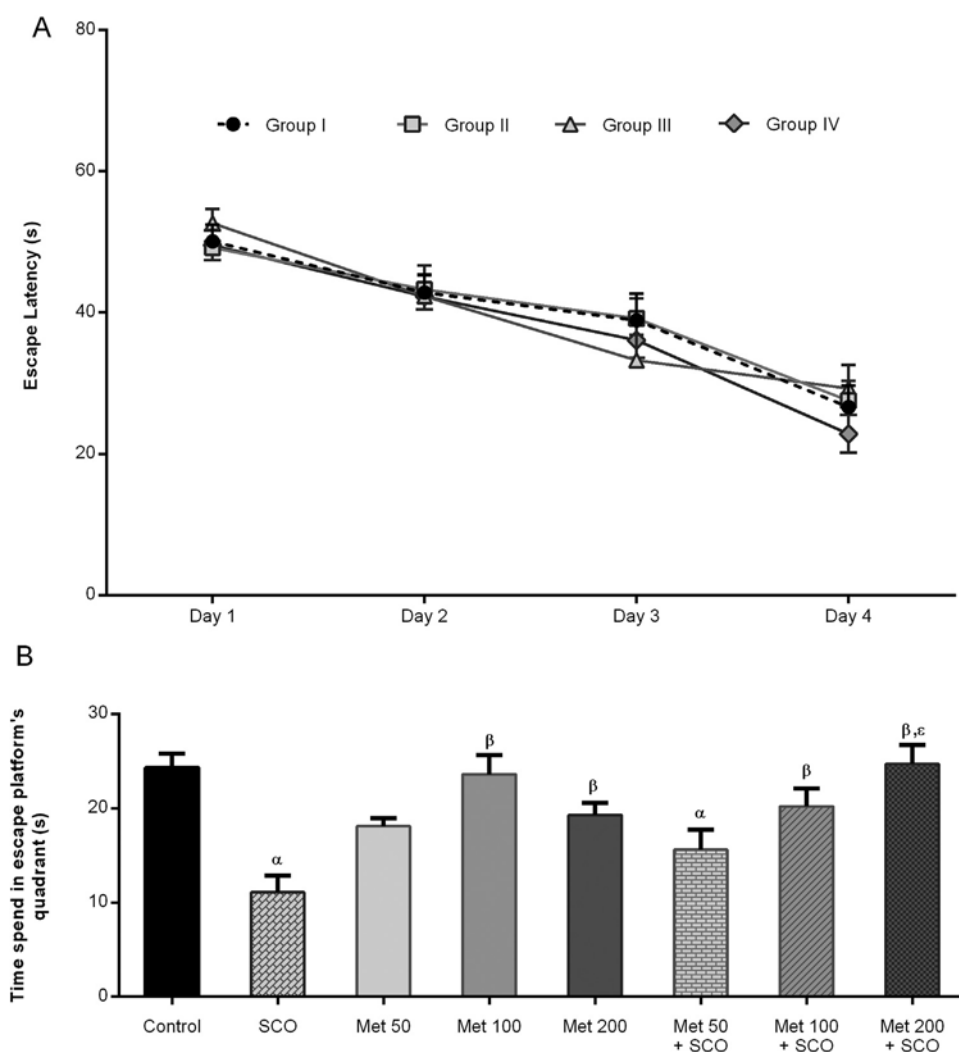 A
80
Group I Group II Group III Group IV
60
Escape Latency (s)
40
20
0
Day 1 Day 2 Day 3 Day 4
B
Time spend in escape platform's
quadrant (s)
30
β,ε
β
β
β
20
α
α
10
0
Control SCO Met 50 Met 100 Met 200 Met 50 Met 100 Met 200
+ SCO + SCO + SCO